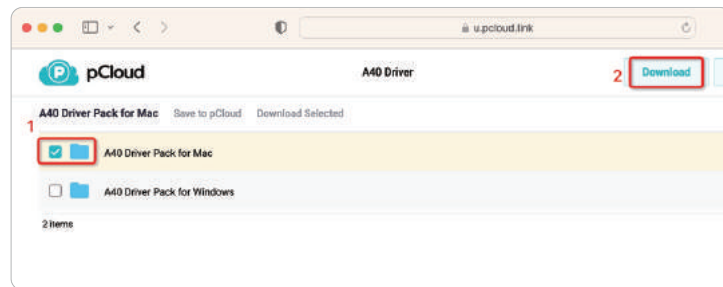 u.pcloud.link
P pCloud
A40 Driver
2
Download
A40 Driver Pack for Mac Save to pCloud Download Selected
1
A40 Driver Pack for Mac
A40 Driver Pack for Windows
2 items